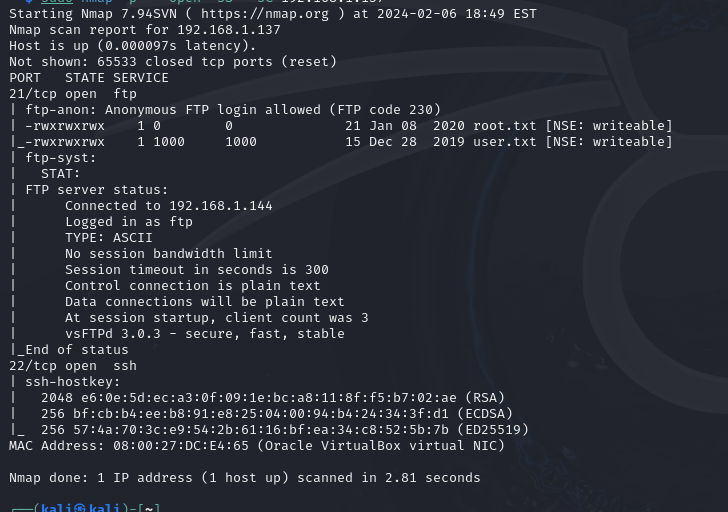 Starting Nmap 7.94SVN ( https://nmap.org ) at 2024-02-06 18:49 EST
Nmap scan report for 192.168.1.137
Host is up (0.000097s latency).
Not shown: 65533 closed tcp ports (reset)
PORT   STATE SERVICE
21/tcp open  ftp
| ftp-anon: Anonymous FTP login allowed (FTP code 230)
| -rwxrwxrwx    1 0        0              21 Jan 08  2020 root.txt [NSE: writeable]
|_-rwxrwxrwx    1 1000     1000           15 Dec 28  2019 user.txt [NSE: writeable]
| ftp-syst:
|   STAT:
| FTP server status:
|      Connected to 192.168.1.144
|      Logged in as ftp
|      TYPE: ASCII
|      No session bandwidth limit
|      Session timeout in seconds is 300
|      Control connection is plain text
|      Data connections will be plain text
|      At session startup, client count was 3
|      vsFTPd 3.0.3 - secure, fast, stable
|_End of status
22/tcp open  ssh
| ssh-hostkey:
|   2048 e6:0e:5d:ec:a3:0f:09:1e:bc:a8:11:8f:f5:b7:02:ae (RSA)
|   256 bf:cb:b4:ee:b8:91:e8:25:04:00:94:b4:24:34:3f:d1 (ECDSA)
|_  256 57:4a:70:3c:e9:54:2b:61:16:bf:ea:34:c8:52:5b:7b (ED25519)
MAC Address: 08:00:27:DC:E4:65 (Oracle VirtualBox virtual NIC)
Nmap done: 1 IP address (1 host up) scanned in 2.81 seconds
┌──(kali㉿kali)-[~]